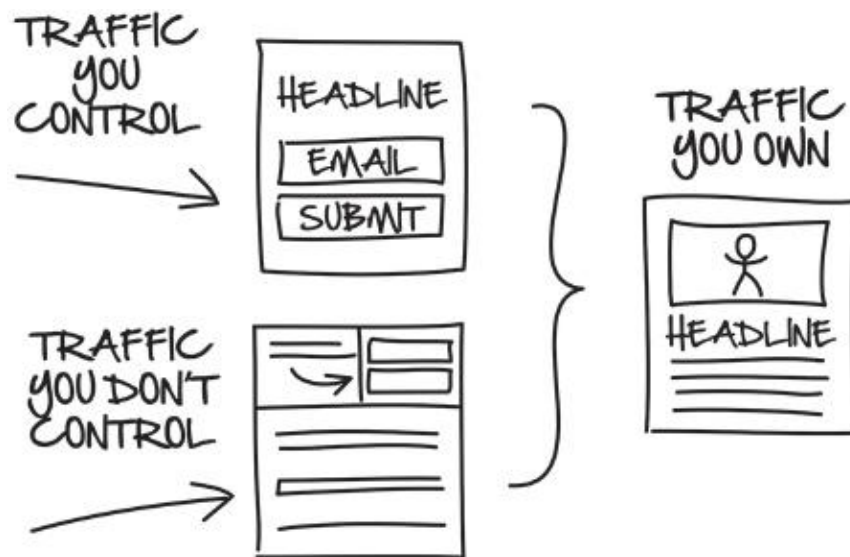 TRAFFIC
YOU
CONTROL
HEADLINE
EMAIL
SUBMIT
TRAFFIC
YOU DON'T
CONTROL
TRAFFIC
YOU OWN
HEADLINE